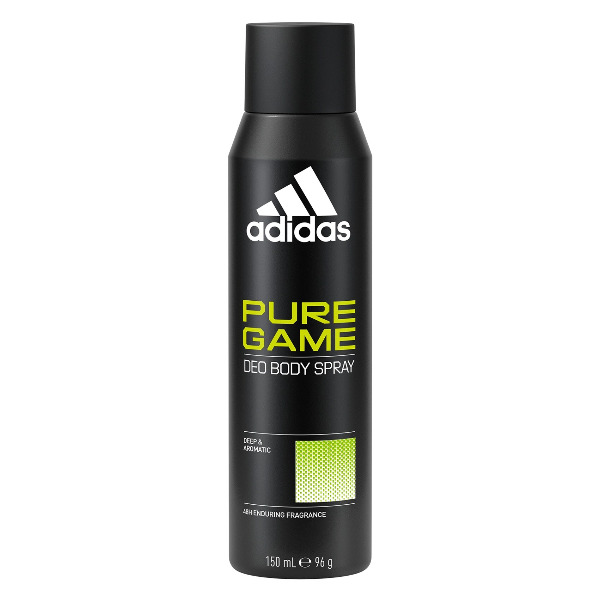 adidas
PURE
GAME
DEO BODY SPRAY
DEEP &
AROMATIC
48H ENDURING FRAGRANCE
150 mL ℮ 96 g